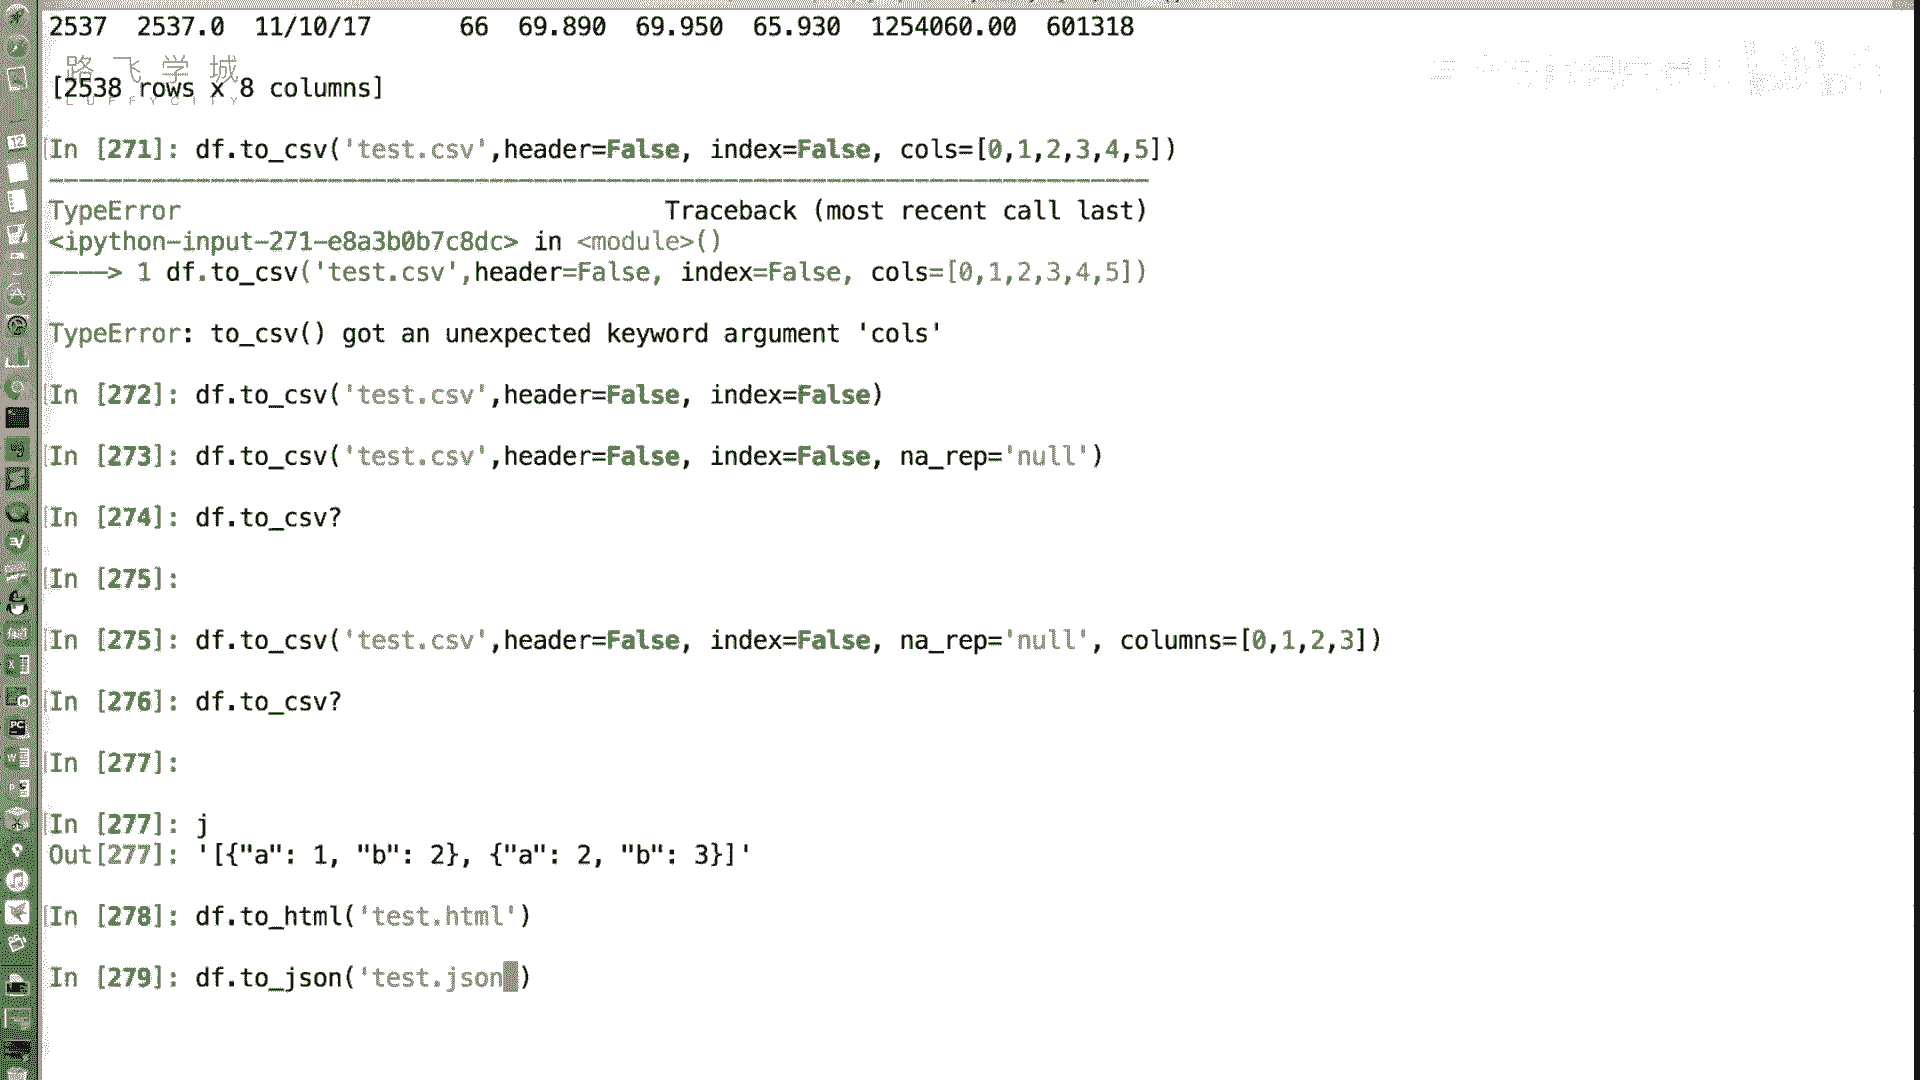 2537  2537.0  11/10/17      66  69.890  69.950  65.930  1254060.00  601318
路飞学城
LUFFYCITY
[2538 rows x 8 columns]
In [271]: df.to_csv('test.csv',header=False, index=False, cols=[0,1,2,3,4,5])
---------------------------------------------------------------------------
TypeError                                 Traceback (most recent call last)
<ipython-input-271-e8a3b0b7c8dc> in <module>()
----> 1 df.to_csv('test.csv',header=False, index=False, cols=[0,1,2,3,4,5])
TypeError: to_csv() got an unexpected keyword argument 'cols'
In [272]: df.to_csv('test.csv',header=False, index=False)
In [273]: df.to_csv('test.csv',header=False, index=False, na_rep='null')
In [274]: df.to_csv?
In [275]:
In [275]: df.to_csv('test.csv',header=False, index=False, na_rep='null', columns=[0,1,2,3])
In [276]: df.to_csv?
In [277]:
In [277]: j
Out[277]: '[{"a": 1, "b": 2}, {"a": 2, "b": 3}]'
In [278]: df.to_html('test.html')
In [279]: df.to_json('test.json')